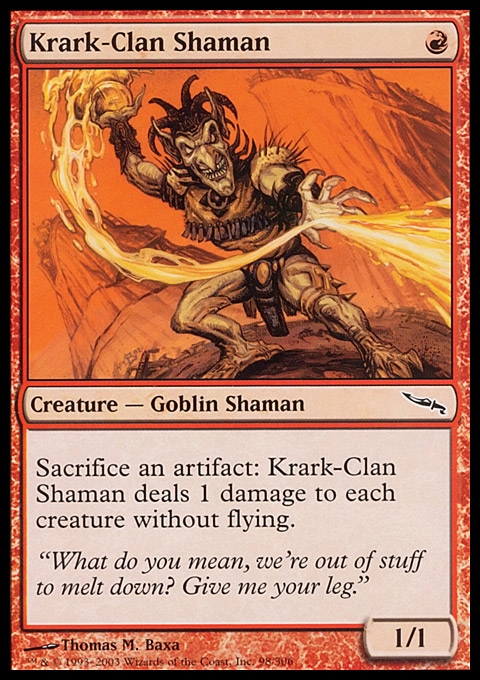 Krark-Clan Shaman
Creature — Goblin Shaman
Sacrifice an artifact: Krark-Clan
Shaman deals 1 damage to each
creature without flying.
“What do you mean, we’re out of stuff
to melt down? Give me your leg.”
Thomas M. Baxa
1/1
™ & © 1993–2003 Wizards of the Coast, Inc. 98/306